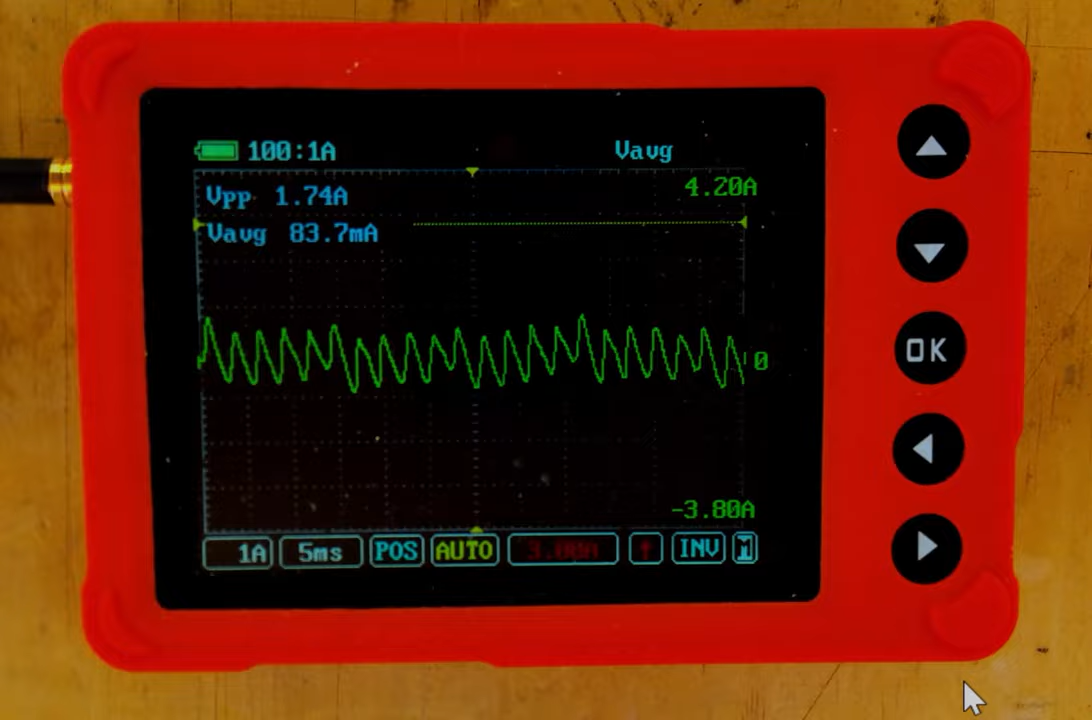 100:1A Vavg
Vpp 1.74A 4.20A
Vavg 83.7mA
0
-3.80A
1A 5ms POS AUTO 3.00A INV
OK